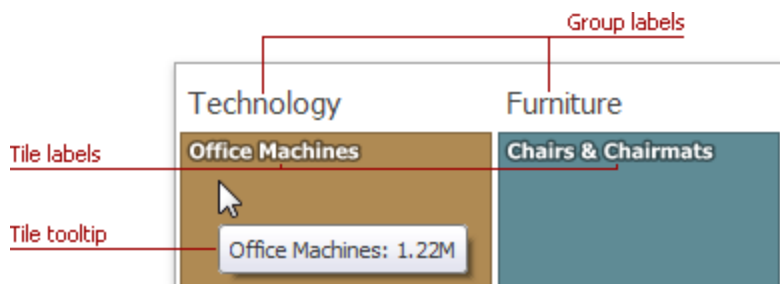 Group labels
Technology
Furniture
Tile labels
Office Machines
Chairs & Chairmats
Tile tooltip
Office Machines: 1.22M